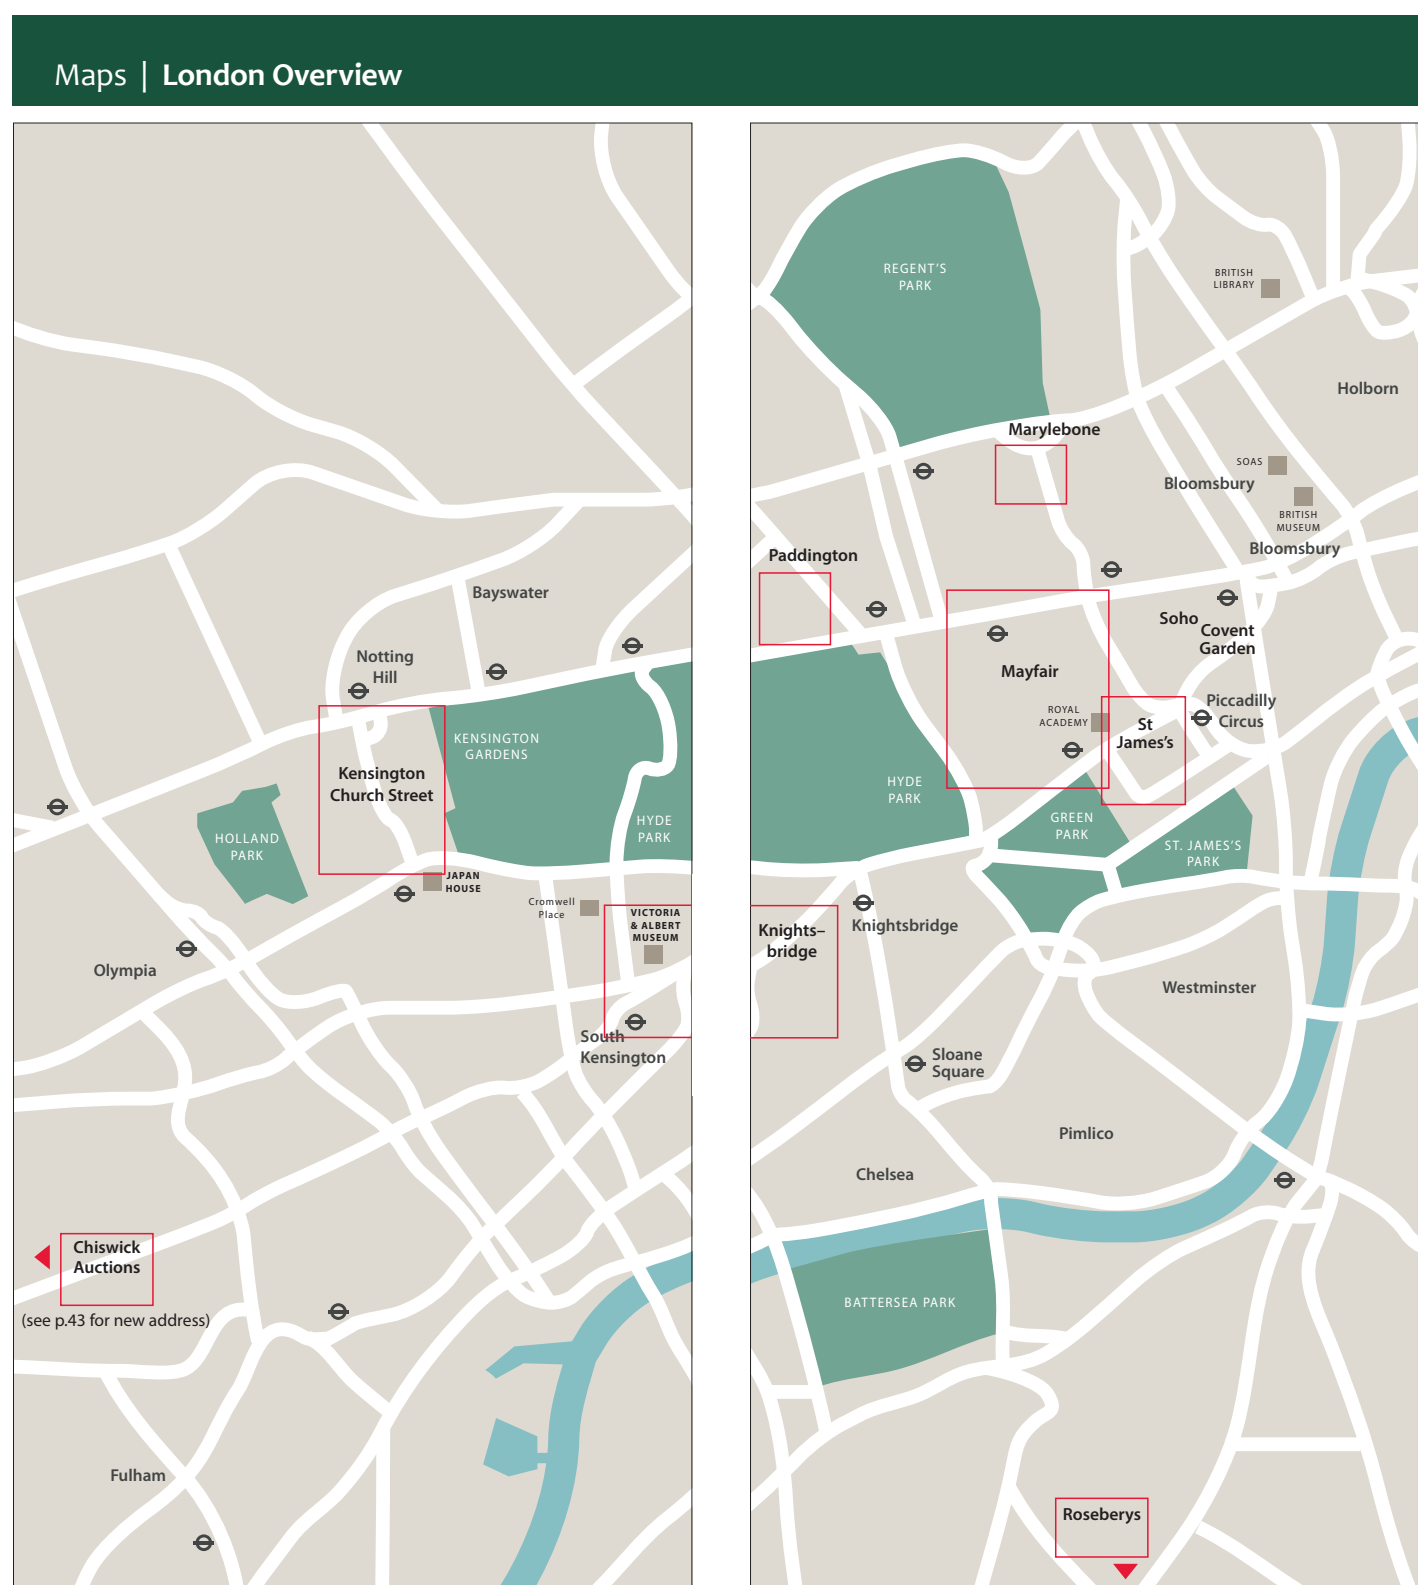 Maps | London Overview
Bayswater
Notting
Hill
KENSINGTON
GARDENS
Kensington
Church Street
HYDE
PARK
HOLLAND
PARK
JAPAN
HOUSE
Cromwell
Place
VICTORIA
& ALBERT
MUSEUM
Olympia
South
Kensington
Chiswick
Auctions
(see p.43 for new address)
Fulham
REGENT'S
PARK
BRITISH
LIBRARY
Holborn
Marylebone
SOAS
Bloomsbury
BRITISH
MUSEUM
Bloomsbury
Paddington
Soho
Covent
Garden
Mayfair
Piccadilly
Circus
ROYAL
ACADEMY
St
James's
HYDE
PARK
GREEN
PARK
ST. JAMES'S
PARK
Knights–
bridge
Knightsbridge
Westminster
Sloane
Square
Pimlico
Chelsea
BATTERSEA PARK
Roseberys